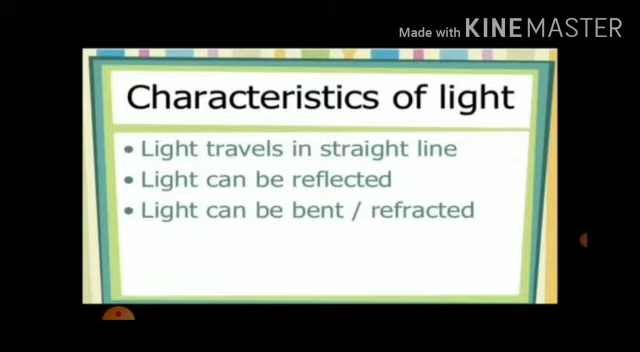 Made with KINEMASTER
Characteristics of light
• Light travels in straight line
• Light can be reflected
• Light can be bent / refracted